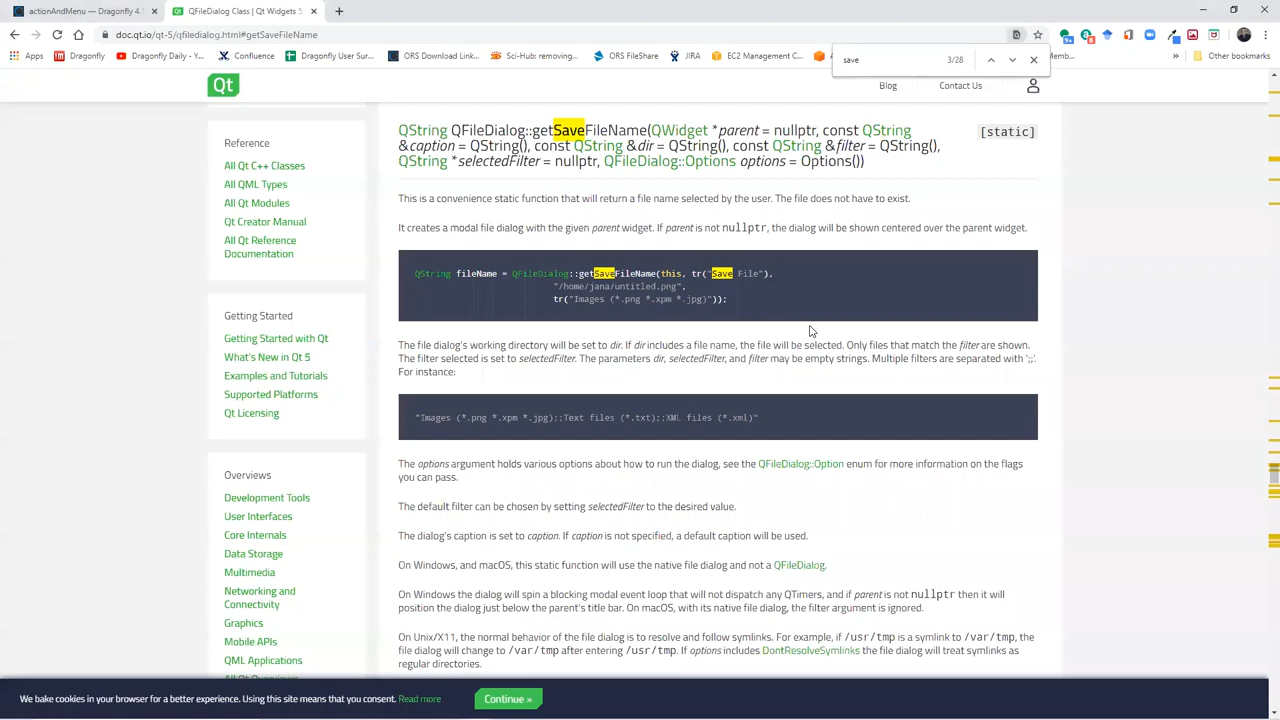 actionAndMenu — Dragonfly 4.1
QFileDialog Class | Qt Widgets 5
doc.qt.io/qt-5/qfiledialog.html#getSaveFileName
Apps Dragonfly Dragonfly Daily - Y... Confluence Dragonfly User-sur... ORS Download Link... Sci-Hub: removing... ORS FileShare JIRA EC2 Management C... Memb... » Other bookmarks
save 3/28
Qt
Blog Contact Us
Reference
All Qt C++ Classes
All QML Types
All Qt Modules
Qt Creator Manual
All Qt Reference
Documentation
Getting Started
Getting Started with Qt
What's New in Qt 5
Examples and Tutorials
Supported Platforms
Qt Licensing
Overviews
Development Tools
User Interfaces
Core Internals
Data Storage
Multimedia
Networking and
Connectivity
Graphics
Mobile APIs
QML Applications
All Qt Overviews
QString QFileDialog::getSaveFileName(QWidget *parent = nullptr, const QString
&caption = QString(), const QString &dir = QString(), const QString &filter = QString(),
QString *selectedFilter = nullptr, QFileDialog::Options options = Options())
[static]
This is a convenience static function that will return a file name selected by the user. The file does not have to exist.
It creates a modal file dialog with the given parent widget. If parent is not nullptr, the dialog will be shown centered over the parent widget.
QString fileName = QFileDialog::getSaveFileName(this, tr("Save File"),
"/home/jana/untitled.png",
tr("Images (*.png *.xpm *.jpg)"));
The file dialog's working directory will be set to dir. If dir includes a file name, the file will be selected. Only files that match the filter are shown.
The filter selected is set to selectedFilter. The parameters dir, selectedFilter, and filter may be empty strings. Multiple filters are separated with ';;'.
For instance:
"Images (*.png *.xpm *.jpg);;Text files (*.txt);;XML files (*.xml)"
The options argument holds various options about how to run the dialog, see the QFileDialog::Option enum for more information on the flags
you can pass.
The default filter can be chosen by setting selectedFilter to the desired value.
The dialog's caption is set to caption. If caption is not specified, a default caption will be used.
On Windows, and macOS, this static function will use the native file dialog and not a QFileDialog.
On Windows the dialog will spin a blocking modal event loop that will not dispatch any QTimers, and if parent is not nullptr then it will
position the dialog just below the parent's title bar. On macOS, with its native file dialog, the filter argument is ignored.
On Unix/X11, the normal behavior of the file dialog is to resolve and follow symlinks. For example, if /usr/tmp is a symlink to /var/tmp, the
file dialog will change to /var/tmp after entering /usr/tmp. If options includes DontResolveSymlinks the file dialog will treat symlinks as
regular directories.
We bake cookies in your browser for a better experience. Using this site means that you consent. Read more
Continue »